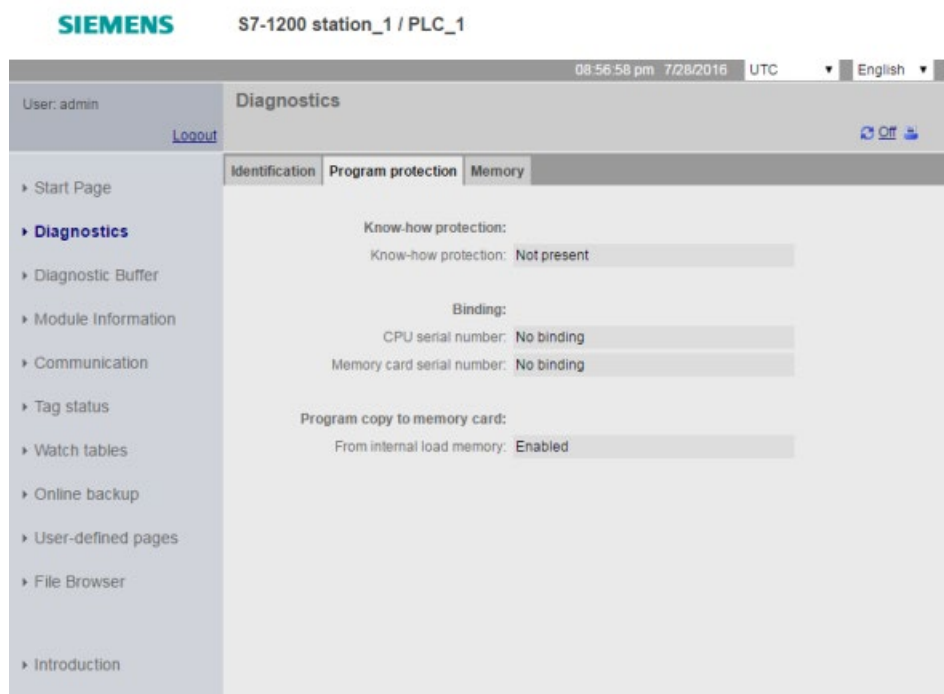 SIEMENS
S7-1200 station_1 / PLC_1
08:56:58 pm 7/28/2016 UTC English
User: admin
Logout
Diagnostics
Off
Identification Program protection Memory
Start Page
Diagnostics
Diagnostic Buffer
Module Information
Communication
Tag status
Watch tables
Online backup
User-defined pages
File Browser
Introduction
Know-how protection:
Know-how protection: Not present
Binding:
CPU serial number: No binding
Memory card serial number: No binding
Program copy to memory card:
From internal load memory: Enabled